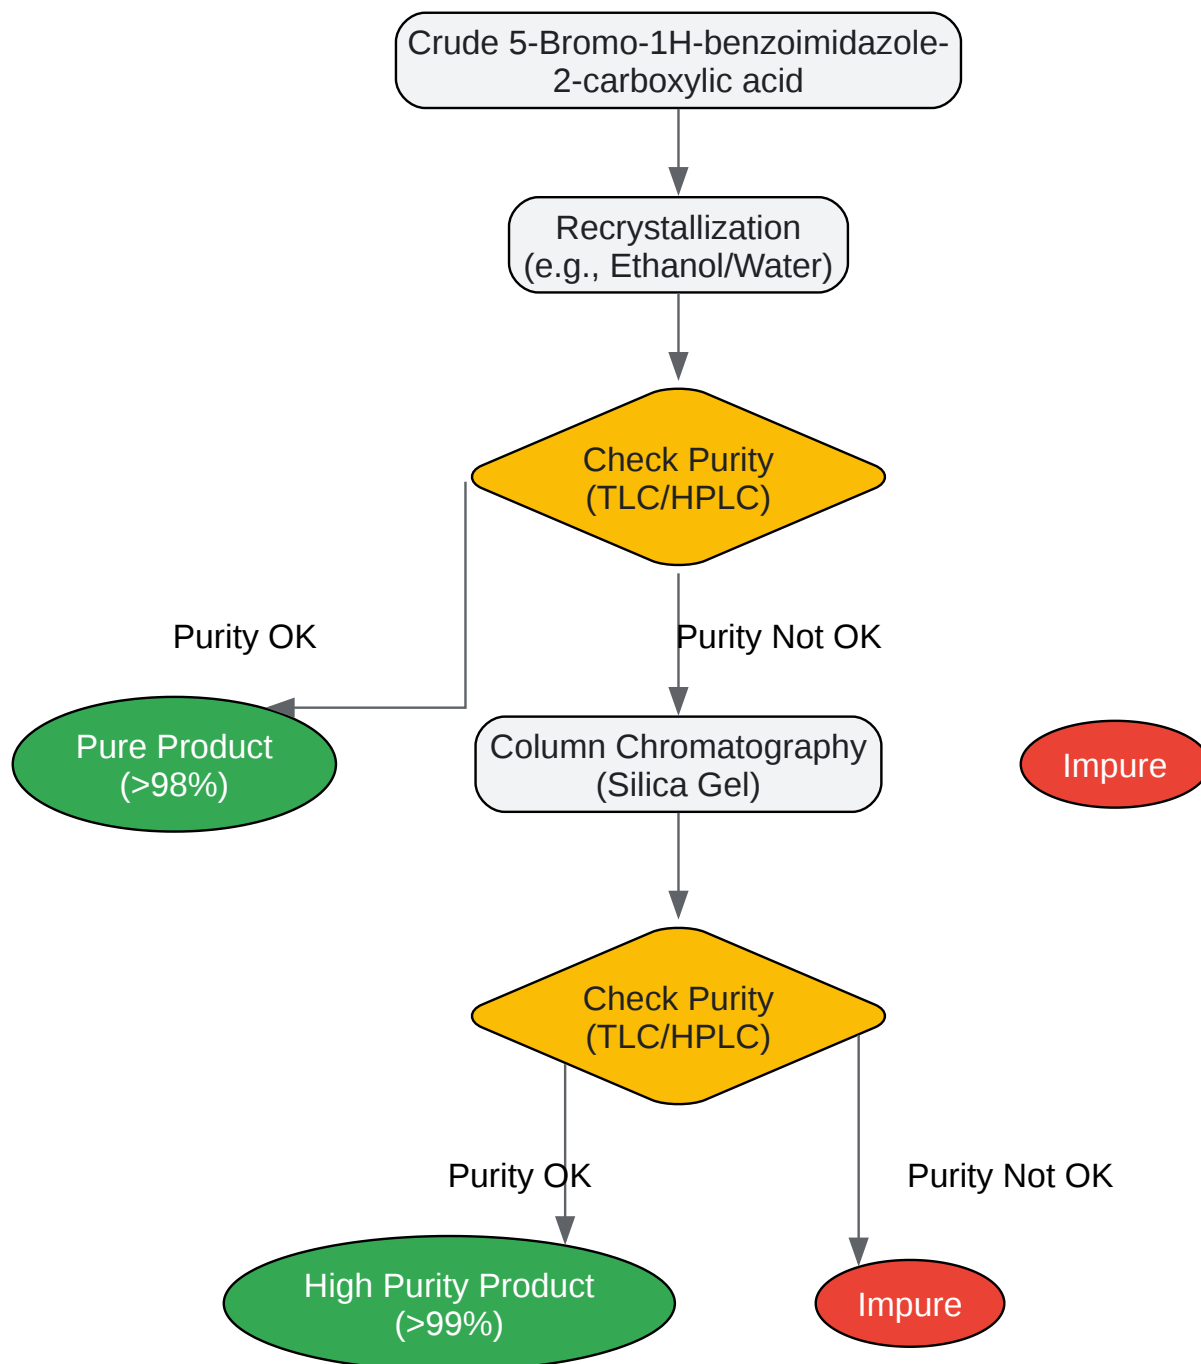 Crude 5-Bromo-1H-benzoimidazole-
2-carboxylic acid
Recrystallization
(e.g., Ethanol/Water)
Check Purity
(TLC/HPLC)
Purity OK
Purity Not OK
Pure Product
(>98%)
Column Chromatography
(Silica Gel)
Impure
Check Purity
(TLC/HPLC)
Purity OK
Purity Not OK
High Purity Product
(>99%)
Impure